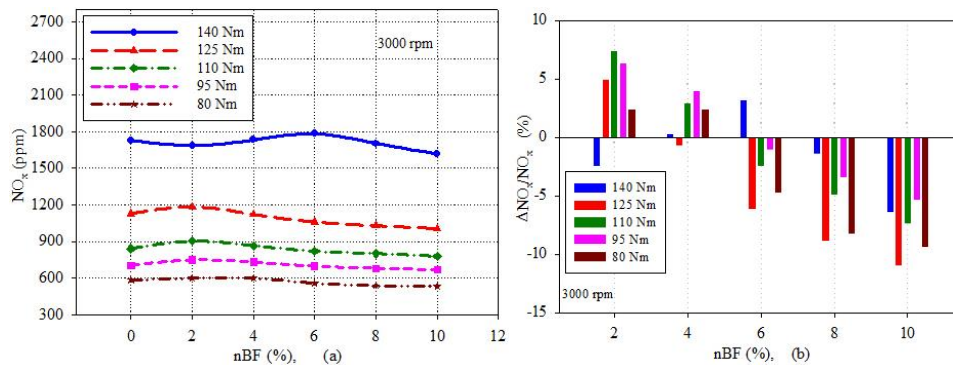 2700
2400
2100
1800
1500
1200
900
600
300
NOx (ppm)
140 Nm
125 Nm
110 Nm
95 Nm
80 Nm
3000 rpm
0 2 4 6 8 10 12
nBF (%), (a)
10
5
0
-5
-10
-15
ΔNOx/NOx (%)
140 Nm
125 Nm
110 Nm
95 Nm
80 Nm
3000 rpm
2 4 6 8 10
nBF (%), (b)